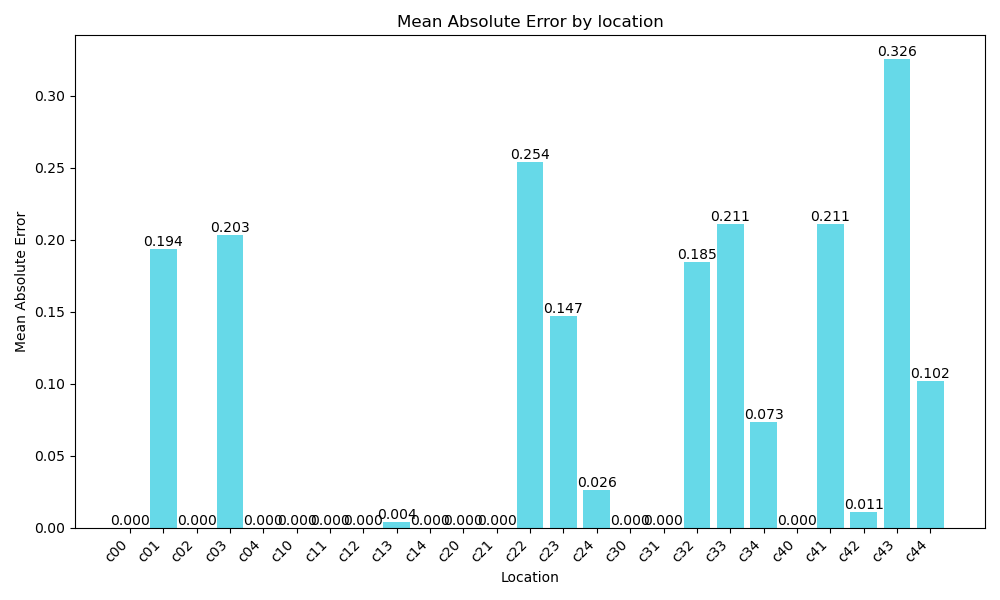 Mean Absolute Error by location
Mean Absolute Error
0.30
0.25
0.20
0.15
0.10
0.05
0.00
0.000
0.194
0.000
0.203
0.000
0.000
0.000
0.000
0.004
0.000
0.000
0.000
0.254
0.147
0.026
0.000
0.000
0.185
0.211
0.073
0.000
0.211
0.011
0.326
0.102
c00
c01
c02
c03
c04
c10
c11
c12
c13
c14
c20
c21
c22
c23
c24
c30
c31
c32
c33
c34
c40
c41
c42
c43
c44
Location